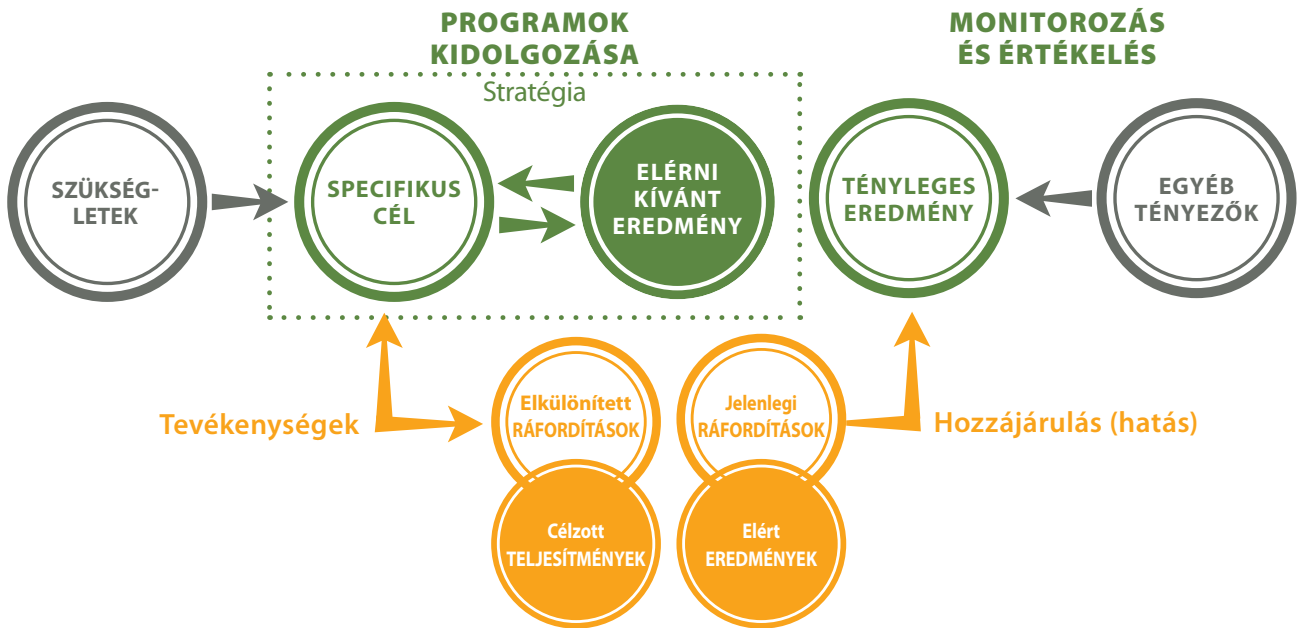 PROGRAMOK
KIDOLGOZÁSA
MONITOROZÁS
ÉS ÉRTÉKELÉS
Stratégia
SZÜKSÉG-
LETEK
SPECIFIKUS
CÉL
ELÉRNI
KÍVÁNT
EREDMÉNY
TÉNYLEGES
EREDMÉNY
EGYÉB
TÉNYEZŐK
Tevékenységek
Elkülönített
RÁFORDÍTÁSOK
Jelenlegi
RÁFORDÍTÁSOK
Hozzájárulás (hatás)
Célzott
TELJESÍTMÉNYEK
Elért
EREDMÉNYEK